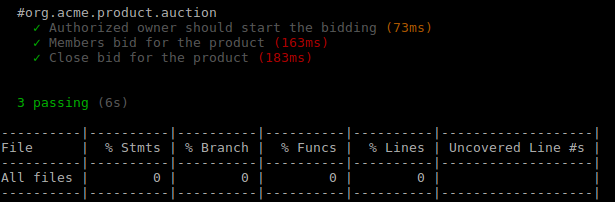 #org.acme.product.auction
✓ Authorized owner should start the bidding (73ms)
✓ Members bid for the product (163ms)
✓ Close bid for the product (183ms)
3 passing (6s)
----------|----------|----------|----------|----------|-------------------|
File      |  % Stmts | % Branch |  % Funcs |  % Lines | Uncovered Line #s |
----------|----------|----------|----------|----------|-------------------|
All files |        0 |        0 |        0 |        0 |                   |
----------|----------|----------|----------|----------|-------------------|